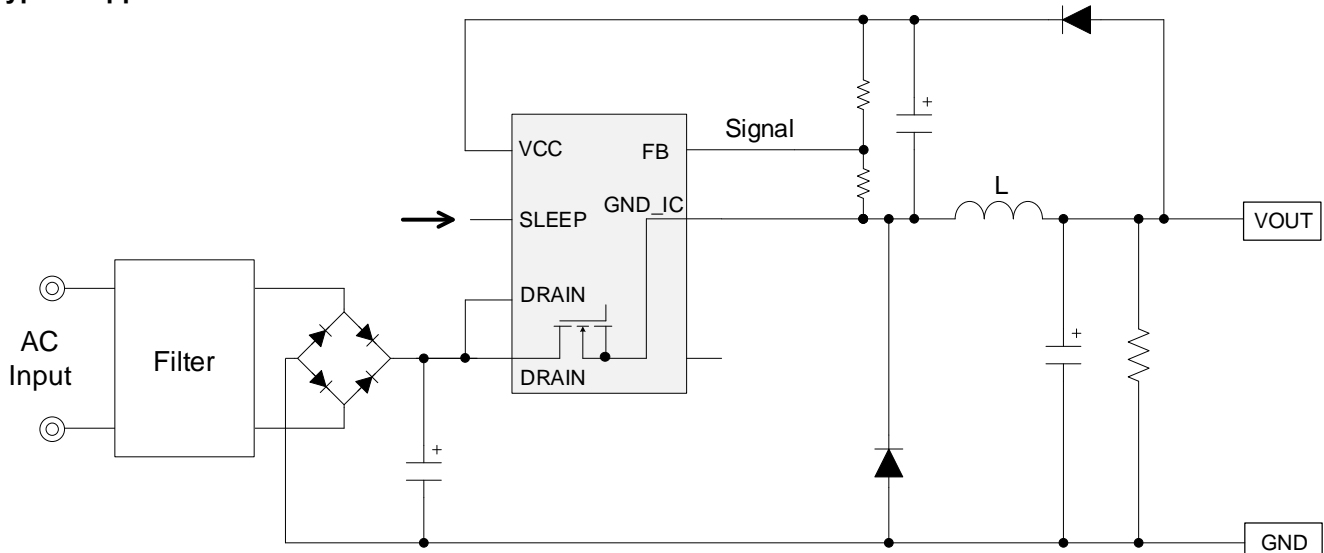 Signal
VCC
FB
L
SLEEP
GND_IC
VOUT
DRAIN
AC
Input
Filter
DRAIN
GND